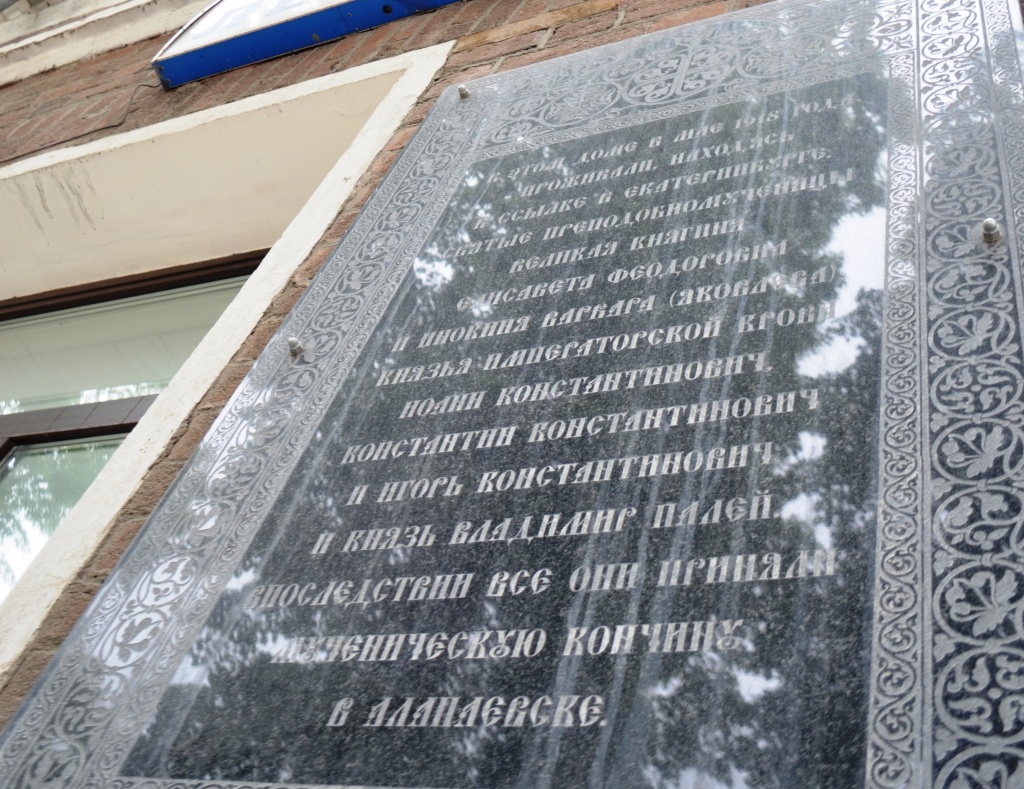 В этом доме в мае 1918 года
проживали, находясь
в ссылке в Екатеринбурге,
святые преподобномученицы
великая княгиня
Елисавета Феодоровна
и инокиня Варвара (Яковлева)
князья императорской крови
Иоанн Константинович,
Константин Константинович
и Игорь Константинович
и князь Владимир Палей.
Впоследствии все они приняли
мученическую кончину
в Алапаевске.